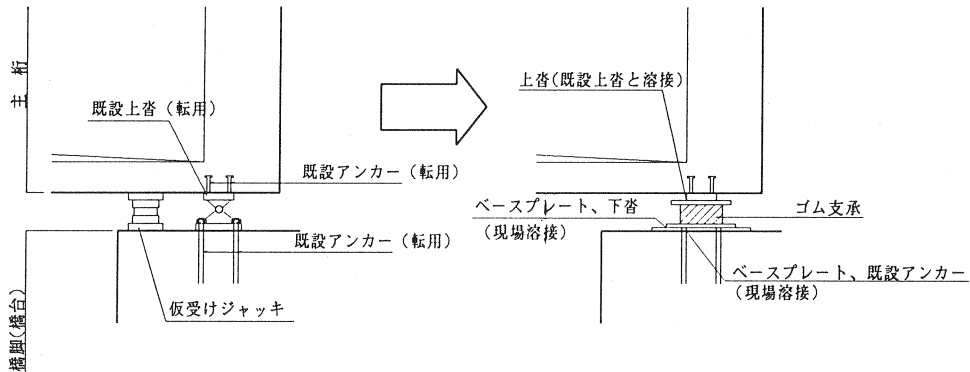 主桁
既設上沓(転用)
既設アンカー(転用)
既設アンカー(転用)
仮受けジャッキ
橋脚(橋台)
上沓(既設上沓と溶接)
ベースプレート、下沓
(現場溶接)
ゴム支承
ベースプレート、既設アンカー
(現場溶接)